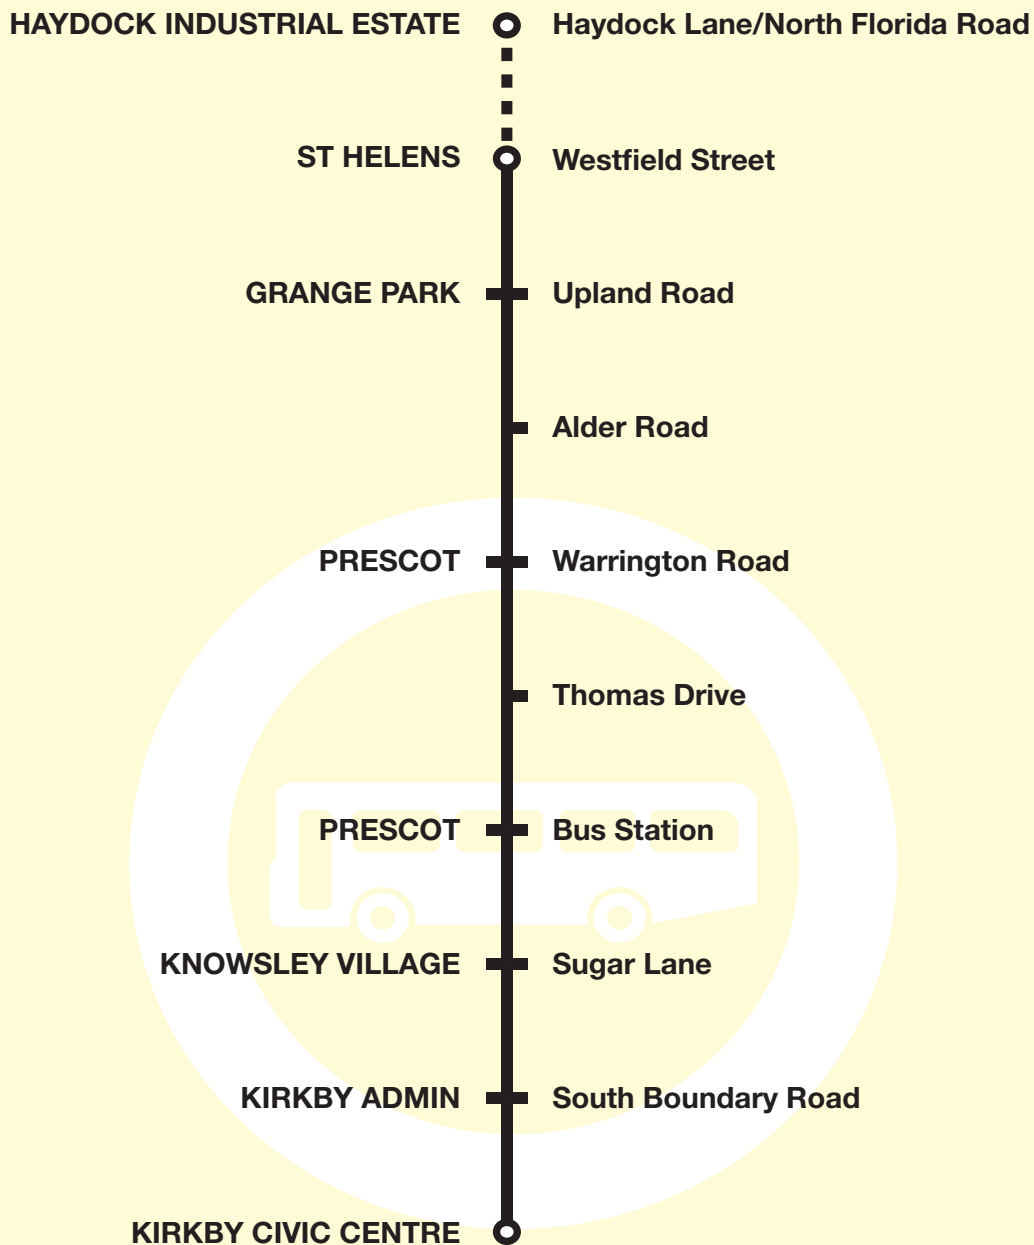 HAYDOCK INDUSTRIAL ESTATE Haydock Lane/North Florida Road
ST HELENS Westfield Street
GRANGE PARK Upland Road
Alder Road
PRESCOT Warrington Road
Thomas Drive
PRESCOT Bus Station
KNOWSLEY VILLAGE Sugar Lane
KIRKBY ADMIN South Boundary Road
KIRKBY CIVIC CENTRE